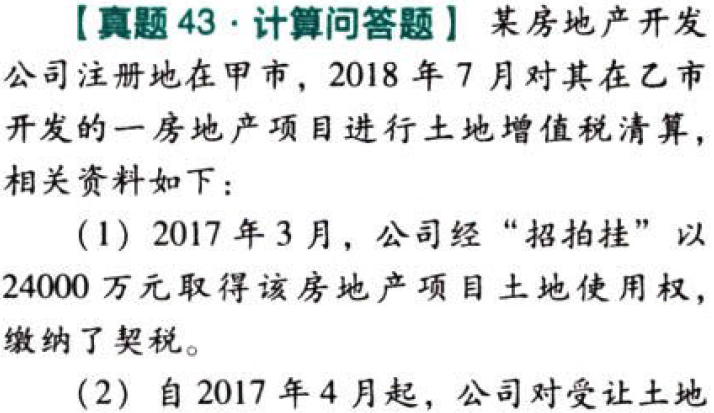 【真题 43·计算问答题】 某房地产开发
公司注册地在甲市，2018 年 7 月对其在乙市
开发的一房地产项目进行土地增值税清算，
相关资料如下：
（1）2017 年 3 月，公司经“招拍挂”以
24000 万元取得该房地产项目土地使用权，
缴纳了契税。
（2）自 2017 年 4 月起，公司对受让土地